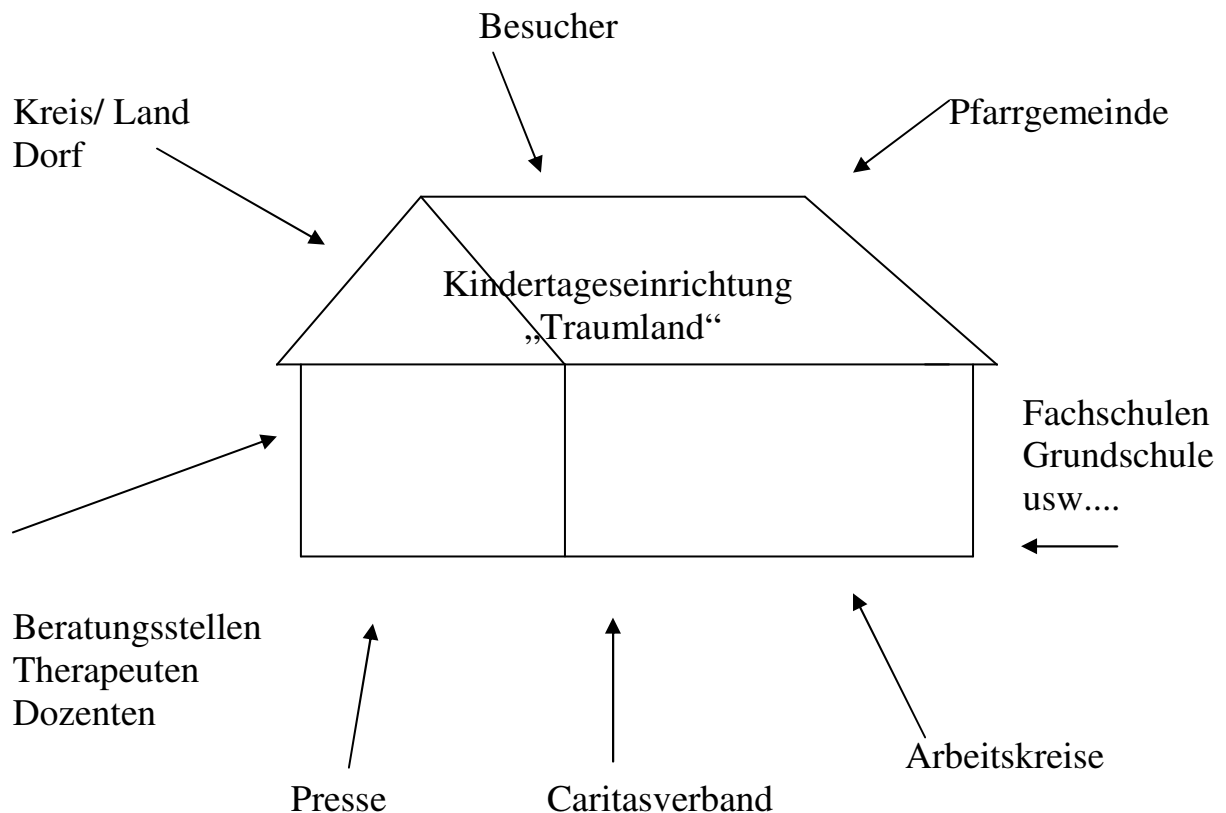 Besucher
Kreis/ Land
Dorf
Pfarrgemeinde
Kindertageseinrichtung
„Traumland“
Fachschulen
Grundschule
usw....
Beratungsstellen
Therapeuten
Dozenten
Arbeitskreise
Presse
Caritasverband